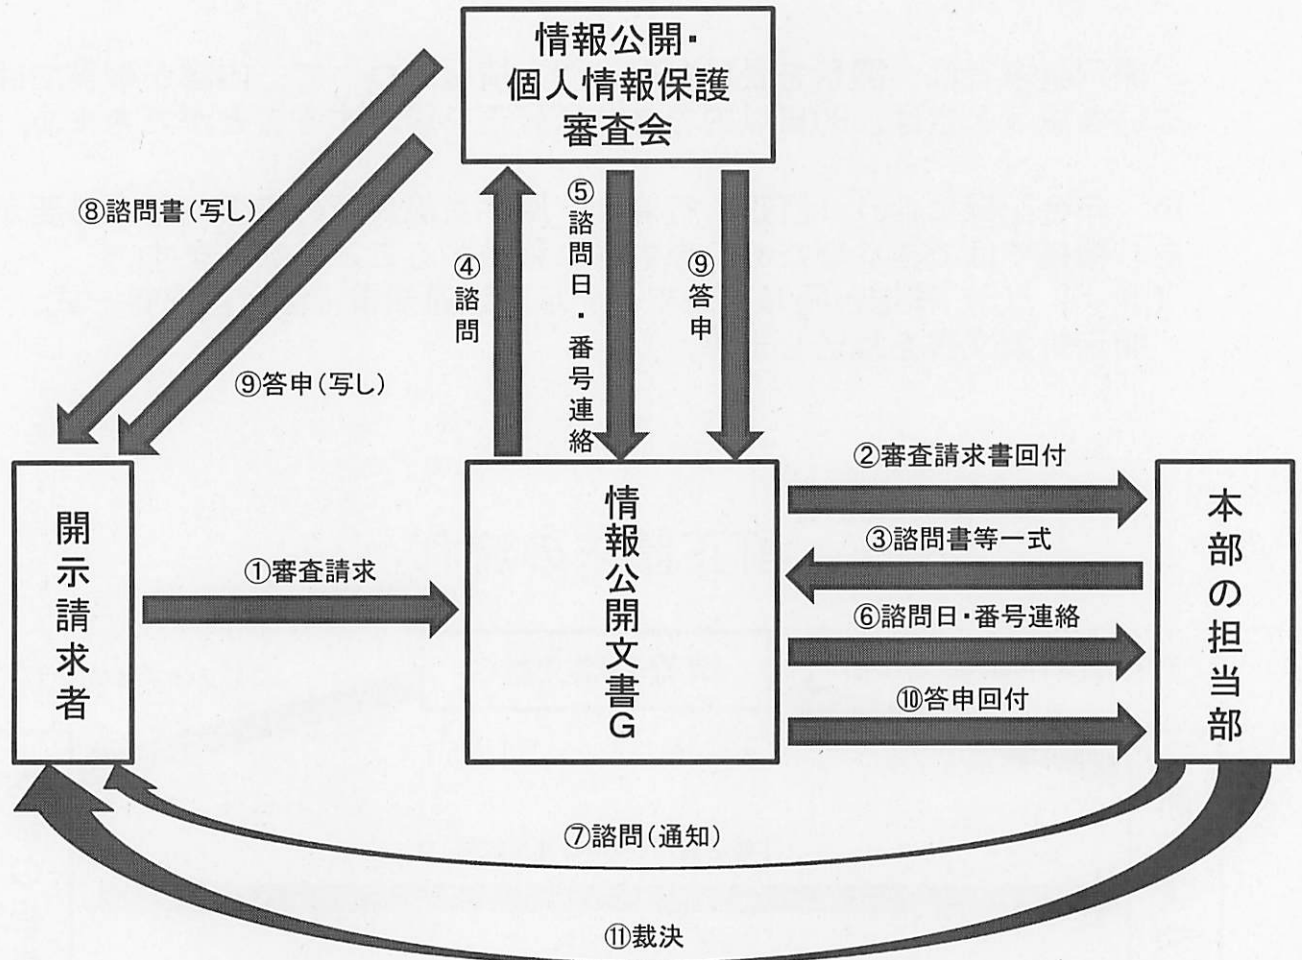 情報公開・
個人情報保護
審査会
⑧諮問書(写し)
⑨答申(写し)
④諮問
⑤諮問日・番号連絡
⑨答申
開示請求者
①審査請求
情報公開文書G
②審査請求書回付
③諮問書等一式
⑥諮問日・番号連絡
⑩答申回付
本部の担当部
⑦諮問(通知)
⑪裁決